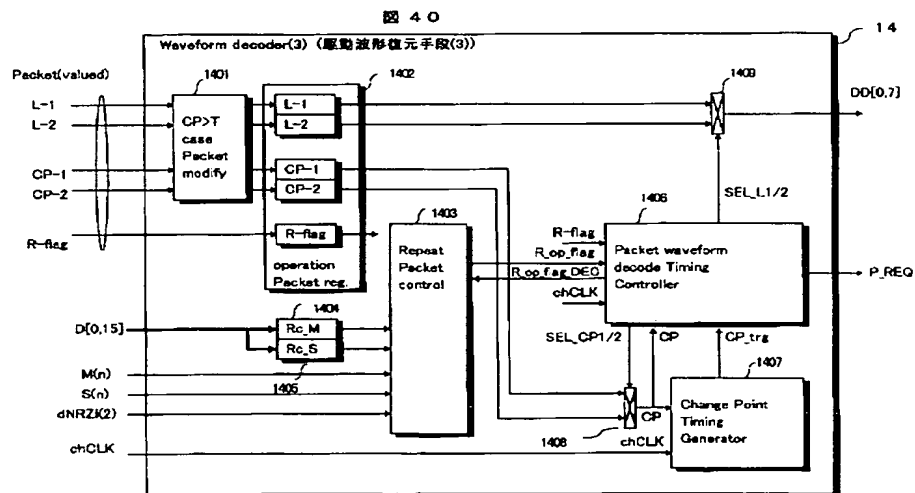 図 40
14
Waveform decoder(3) (駆動波形復元手段(3))
Packet(valued)
1401
1402
1409
L-1
L-2
CP>T
case
Packet
modify
L-1
L-2
DD[0,7]
CP-1
CP-2
CP-1
CP-2
SEL_L1/2
R-flag
R-flag
operation
Packet reg.
1403
Repeat
Packet
control
1406
R-flag
R_op_flag
R_op_flag_DEC
chCLK
Packet waveform
decode Timing
Controller
P_REQ
D[0,15]
1404
Rc_M
Rc_S
1405
SEL_CP1/2
CP
CP_trg
1407
M(n)
S(n)
dNRZI(2)
chCLK
1408
CP
chCLK
Change Point
Timing
Generator